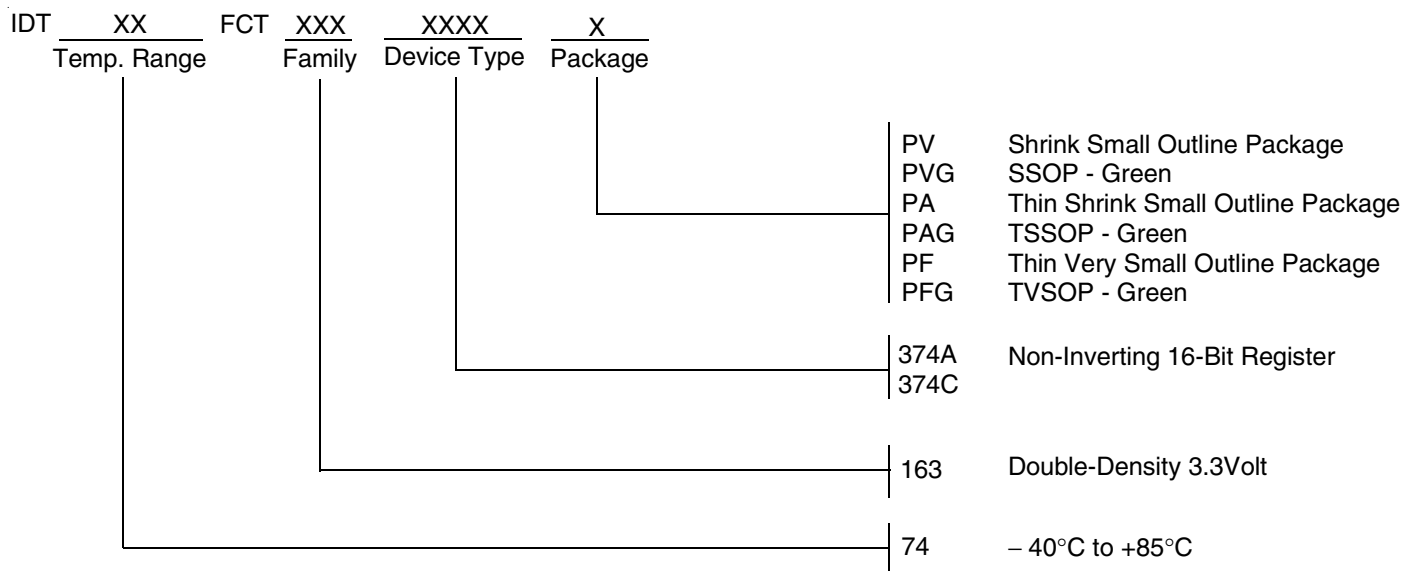 IDT XX FCT XXX XXXX X
Temp. Range Family Device Type Package
PV Shrink Small Outline Package
PVG SSOP - Green
PA Thin Shrink Small Outline Package
PAG TSSOP - Green
PF Thin Very Small Outline Package
PFG TVSOP - Green
374A Non-Inverting 16-Bit Register
374C
163 Double-Density 3.3Volt
74 – 40°C to +85°C